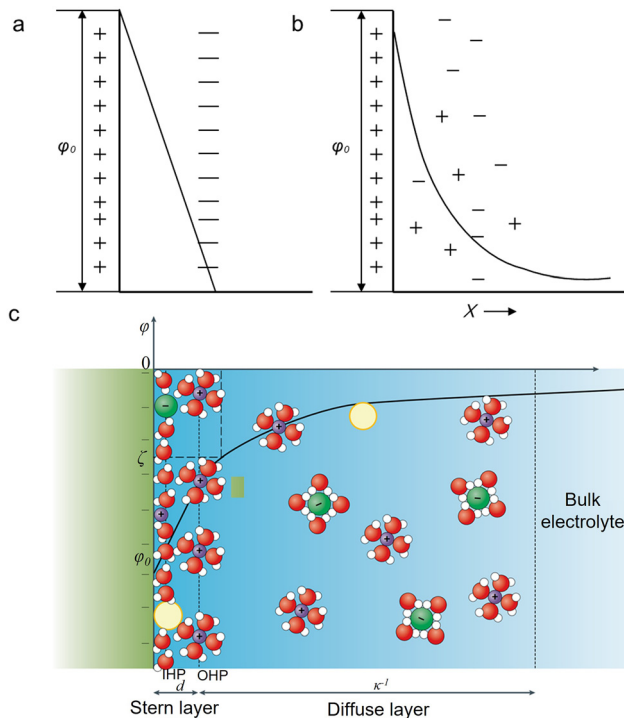 a
b
φ₀
φ₀
X
c
φ
0
ζ
φ₀
Bulk
electrolyte
IHP
OHP
d
κ⁻¹
Stern layer
Diffuse layer